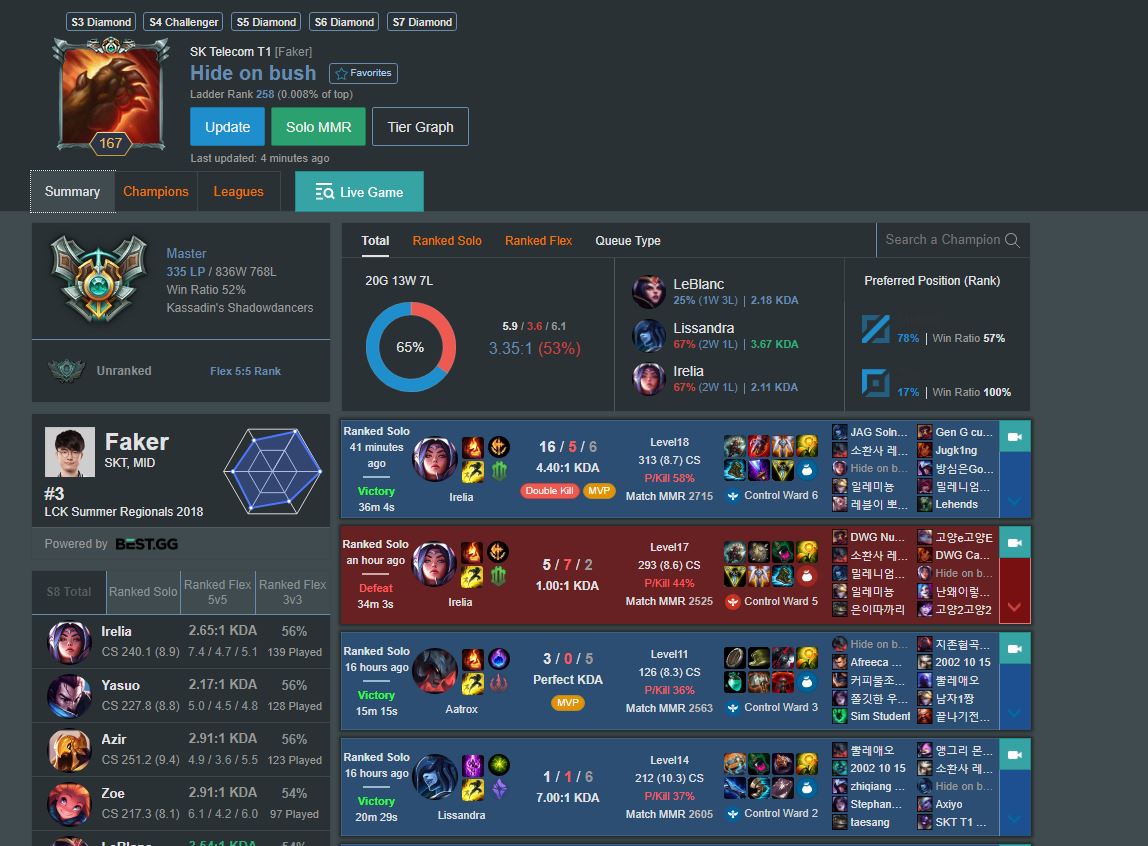 S3 Diamond S4 Challenger S5 Diamond S6 Diamond S7 Diamond
SK Telecom T1 [Faker]
Hide on bush Favorites
Ladder Rank 258 (0.008% of top)
167
Update Solo MMR Tier Graph
Last updated: 4 minutes ago
Summary Champions Leagues Live Game
Master
335 LP / 836W 768L
Win Ratio 52%
Kassadin's Shadowdancers
Unranked Flex 5:5 Rank
Faker
SKT, MID
#3
LCK Summer Regionals 2018
Powered by BEST.GG
S8 Total Ranked Solo Ranked Flex 5v5 Ranked Flex 3v3
Irelia 2.65:1 KDA 56%
CS 240.1 (8.9) 7.4 / 4.7 / 5.1 139 Played
Yasuo 2.17:1 KDA 56%
CS 227.8 (8.8) 5.0 / 4.5 / 4.8 128 Played
Azir 2.91:1 KDA 56%
CS 251.2 (9.4) 4.9 / 3.6 / 5.5 123 Played
Zoe 2.91:1 KDA 54%
CS 217.3 (8.1) 6.1 / 4.2 / 6.0 97 Played
Total Ranked Solo Ranked Flex Queue Type Search a Champion
20G 13W 7L
65%
5.9 / 3.6 / 6.1
3.35:1 (53%)
LeBlanc
25% (1W 3L) | 2.18 KDA
Lissandra
67% (2W 1L) | 3.67 KDA
Irelia
67% (2W 1L) | 2.11 KDA
Preferred Position (Rank)
78% | Win Ratio 57%
17% | Win Ratio 100%
Ranked Solo
41 minutes
ago
Victory
36m 4s
Irelia
16 / 5 / 6
4.40:1 KDA
Double Kill MVP
Level18
313 (8.7) CS
P/Kill 58%
Match MMR 2715
Control Ward 6
JAG Soln... Gen G cu...
소환사 레... Jugk1ng
Hide on b... 방심은Go...
밀레미뇽 밀레니엄...
레블이 뽀... Lehends
Ranked Solo
an hour ago
Defeat
34m 3s
Irelia
5 / 7 / 2
1.00:1 KDA
Level17
293 (8.6) CS
P/Kill 44%
Match MMR 2525
Control Ward 5
DWG Nu... 고양e고양E
소환사 레... DWG Ca...
밀레니엄... Hide on b...
밀레미뇽 난왜이렇...
은이따까리 고양2고양2
Ranked Solo
16 hours ago
Victory
15m 15s
Aatrox
3 / 0 / 5
Perfect KDA
MVP
Level11
126 (8.3) CS
P/Kill 36%
Match MMR 2563
Control Ward 3
Hide on b... 지존협곡...
Afreeca ... 2002 10 15
커피물조... 뿔레애오
쫄깃한 우... 남자1짱
Sim Student 끝나기전...
Ranked Solo
16 hours ago
Victory
20m 29s
Lissandra
1 / 1 / 6
7.00:1 KDA
Level14
212 (10.3) CS
P/Kill 37%
Match MMR 2605
Control Ward 2
뿔레애오 앵그리 몬...
2002 10 15 소환사 레...
zhiqiang ... Hide on b...
Stephan... Axiyo
taesang SKT T1 ...